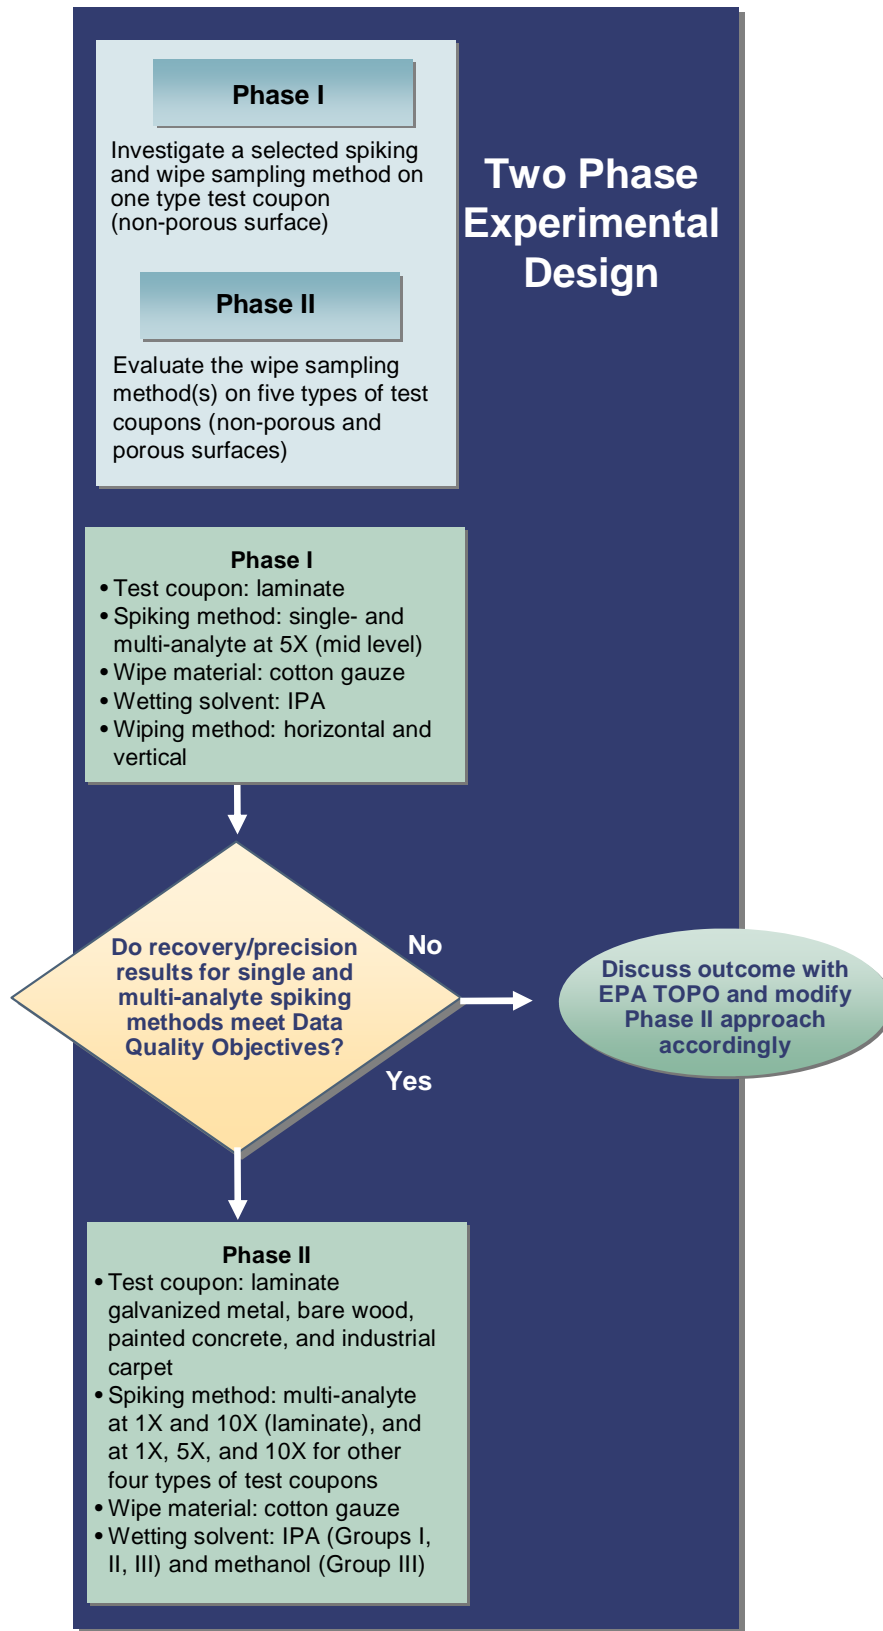 Phase I
Investigate a selected spiking
and wipe sampling method on
one type test coupon
(non-porous surface)
Two Phase
Experimental
Design
Phase II
Evaluate the wipe sampling
method(s) on five types of test
coupons (non-porous and
porous surfaces)
Phase I
• Test coupon: laminate
• Spiking method: single- and
multi-analyte at 5X (mid level)
• Wipe material: cotton gauze
• Wetting solvent: IPA
• Wiping method: horizontal and
vertical
Do recovery/precision
results for single and
multi-analyte spiking
methods meet Data
Quality Objectives?
No
Discuss outcome with
EPA TOPO and modify
Phase II approach
accordingly
Yes
Phase II
• Test coupon: laminate
galvanized metal, bare wood,
painted concrete, and industrial
carpet
• Spiking method: multi-analyte
at 1X and 10X (laminate), and
at 1X, 5X, and 10X for other
four types of test coupons
• Wipe material: cotton gauze
• Wetting solvent: IPA (Groups I,
II, III) and methanol (Group III)